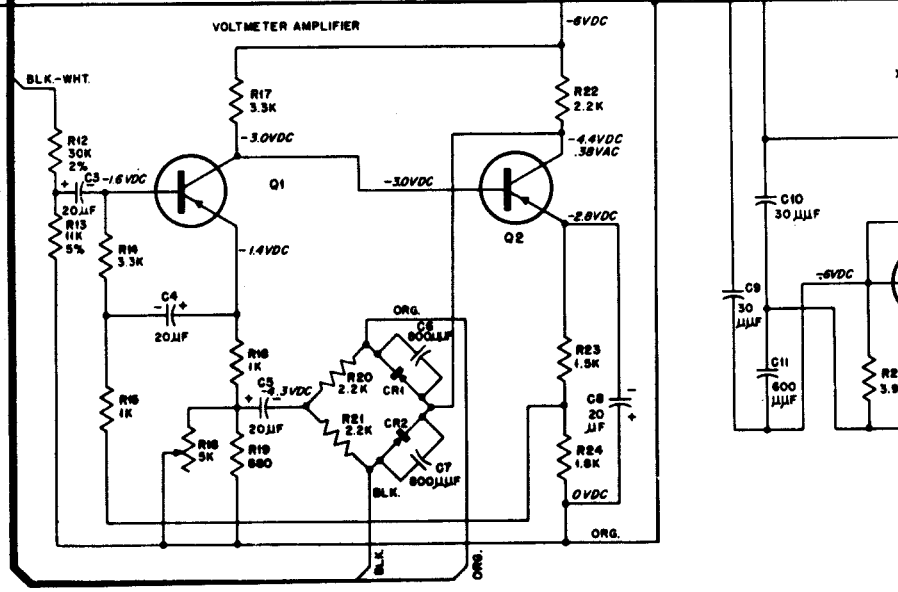 VOLTMETER AMPLIFIER
-6VDC
BLK.-WHT.
R17
3.3K
R22
2.2K
-3.0VDC
-4.4VDC
.38VAC
R12
30K
2%
+ C3 -
-1.6VDC
20µF
Q1
-3.0VDC
Q2
-2.8VDC
R13
11K
5%
R14
3.3K
-1.4VDC
C10
30µµF
-.6VDC
C9
30
µµF
- C4 +
20µF
ORG.
C6
800µµF
R16
1K
R20
2.2K
CR1
R23
1.5K
C11
600
µµF
R2
3.9
R15
1K
+ C5 -
-4.3VDC
20µF
R21
2.2K
CR2
C8
20
µF
-
+
R18
5K
R19
680
C7
800µµF
R24
1.8K
BLK.
0VDC
ORG.
BLK.
ORG.